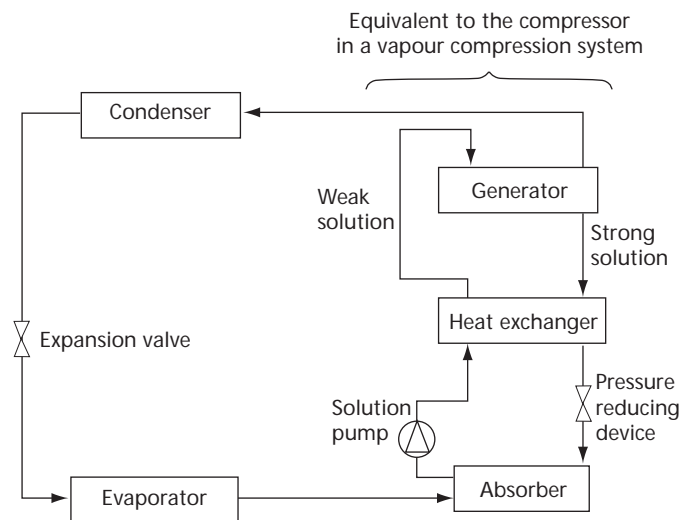 Equivalent to the compressor
in a vapour compression system
Condenser
Generator
Weak
solution
Strong
solution
Heat exchanger
Expansion valve
Pressure
reducing
device
Solution
pump
Absorber
Evaporator